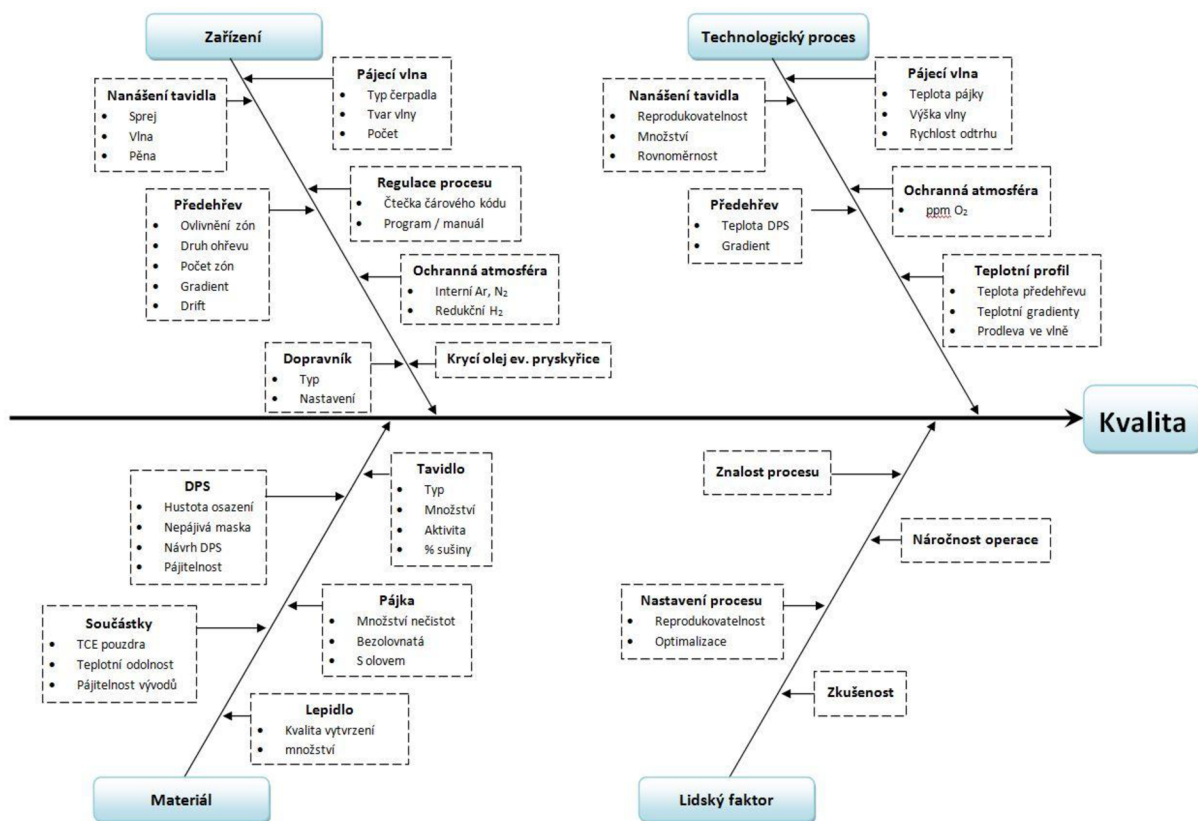 Zařízení
Pájecí vlna
• Typ čerpadla
• Tvar vlny
• Počet
Nanášení tavidla
• Sprej
• Vlna
• Pěna
Regulace procesu
• Čtečka čárového kódu
• Program / manuál
Předehřev
• Ovlivnění zón
• Druh ohřevu
• Počet zón
• Gradient
• Drift
Ochranná atmosféra
• Interní Ar, N₂
• Redukční H₂
Dopravník
• Typ
• Nastavení
Krycí olej ev. pryskyřice
Technologický proces
Pájecí vlna
• Teplota pájky
• Výška vlny
• Rychlost odtrhu
Nanášení tavidla
• Reprodukovatelnost
• Množství
• Rovnoměrnost
Ochranná atmosféra
• ppm O₂
Předehřev
• Teplota DPS
• Gradient
Teplotní profil
• Teplota předehřevu
• Teplotní gradienty
• Prodleva ve vlně
Kvalita
Tavidlo
• Typ
• Množství
• Aktivita
• % sušiny
DPS
• Hustota osazení
• Nepájivá maska
• Návrh DPS
• Pájitelnost
Pájka
• Množství nečistot
• Bezolovnatá
• S olovem
Součástky
• TCE pouzdra
• Teplotní odolnost
• Pájitelnost vývodů
Lepidlo
• Kvalita vytvrzení
• množství
Materiál
Znalost procesu
Náročnost operace
Nastavení procesu
• Reprodukovatelnost
• Optimalizace
Zkušenost
Lidský faktor